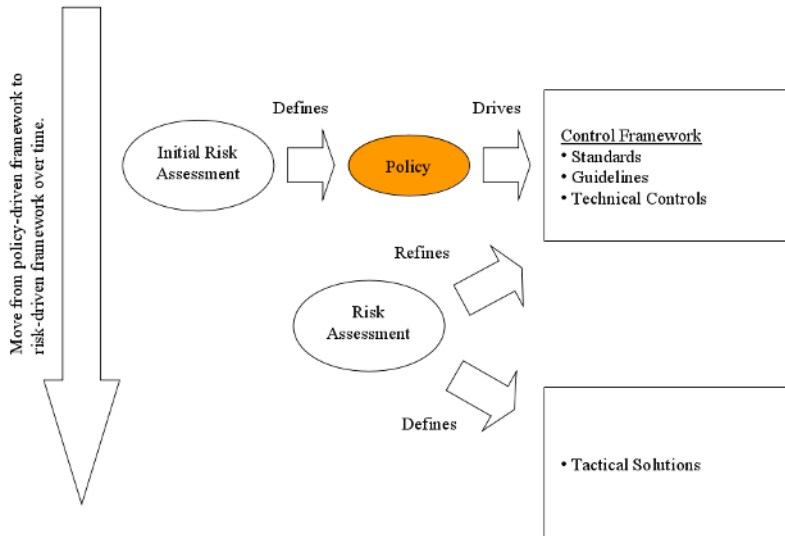 Move from policy-driven framework to
risk-driven framework over time.
Defines
Drives
Initial Risk
Assessment
Policy
Control Framework
• Standards
• Guidelines
• Technical Controls
Refines
Risk
Assessment
Defines
• Tactical Solutions